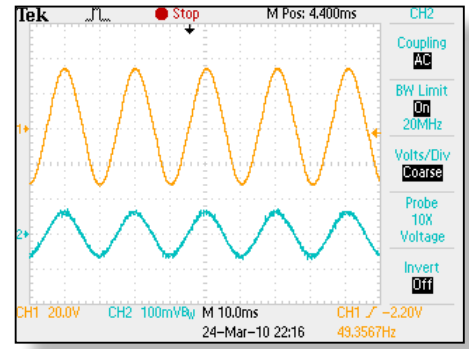 Tek Stop M Pos: 4.400ms CH2
Coupling
AC
BW Limit
On
20MHz
Volts/Div
Coarse
Probe
10X
Voltage
Invert
Off
1
2
CH1 20.0V CH2 100mVBW M 10.0ms CH1 -2.20V
24-Mar-10 22:16 49.3567Hz